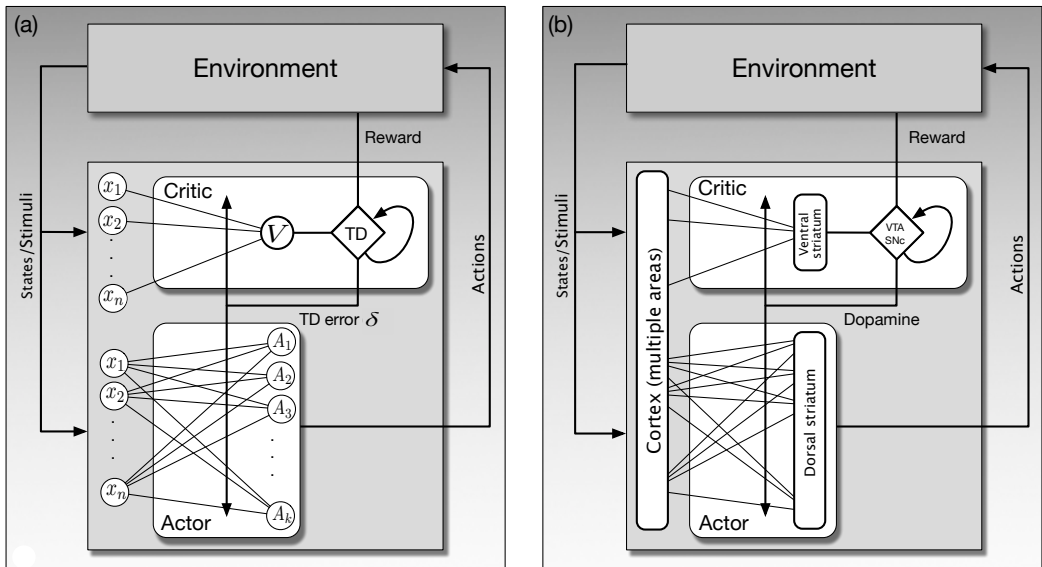 (a)
Environment
Reward
States/Stimuli
Actions
x₁
x₂
xₙ
Critic
V
TD
TD error δ
x₁
x₂
xₙ
A₁
A₂
A₃
Aₖ
Actor
(b)
Environment
Reward
States/Stimuli
Actions
Cortex (multiple areas)
Critic
Ventral
striatum
VTA
SNc
Dopamine
Dorsal striatum
Actor